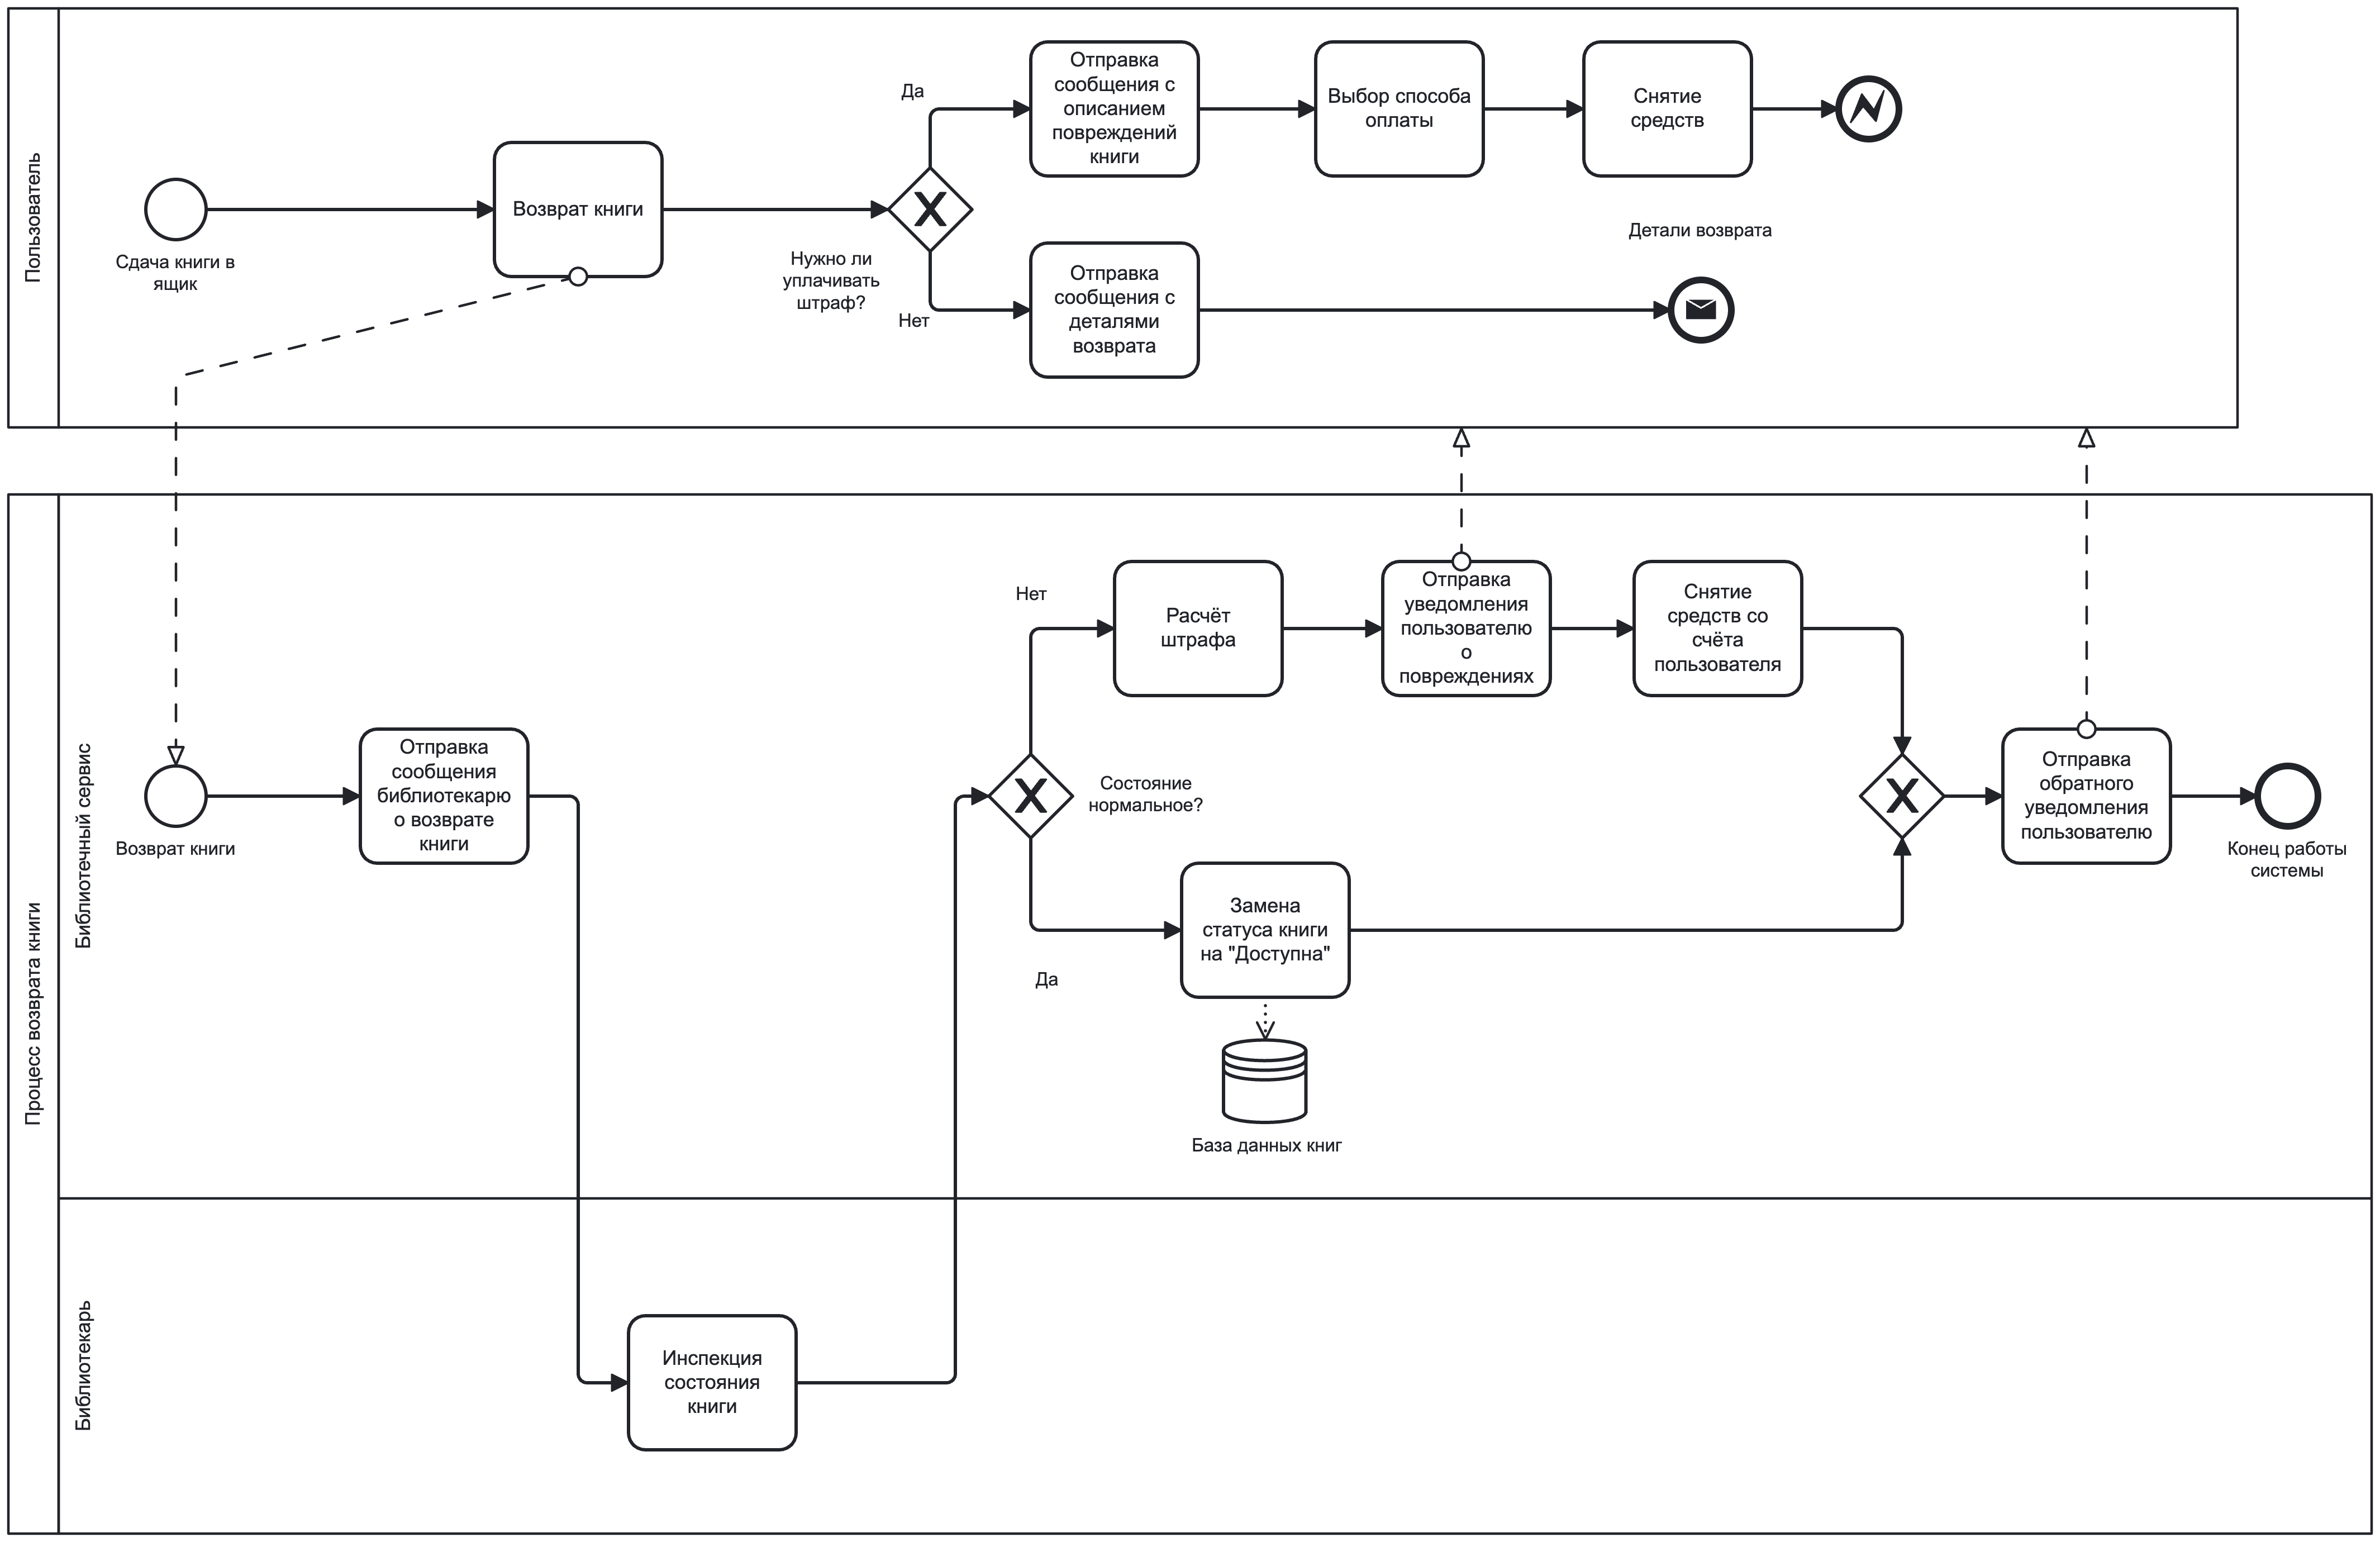 Пользователь
Сдача книги в
ящик
Возврат книги
Нужно ли
уплачивать
штраф?
Да
Нет
Отправка
сообщения с
описанием
повреждений
книги
Выбор способа
оплаты
Снятие
средств
Отправка
сообщения с
деталями
возврата
Детали возврата
Процесс возврата книги
Библиотечный сервис
Возврат книги
Отправка
сообщения
библиотекарю
о возврате
книги
Состояние
нормальное?
Нет
Да
Расчёт
штрафа
Отправка
уведомления
пользователю
о
повреждениях
Снятие
средств со
счёта
пользователя
Замена
статуса книги
на "Доступна"
База данных книг
Отправка
обратного
уведомления
пользователю
Конец работы
системы
Библиотекарь
Инспекция
состояния
книги